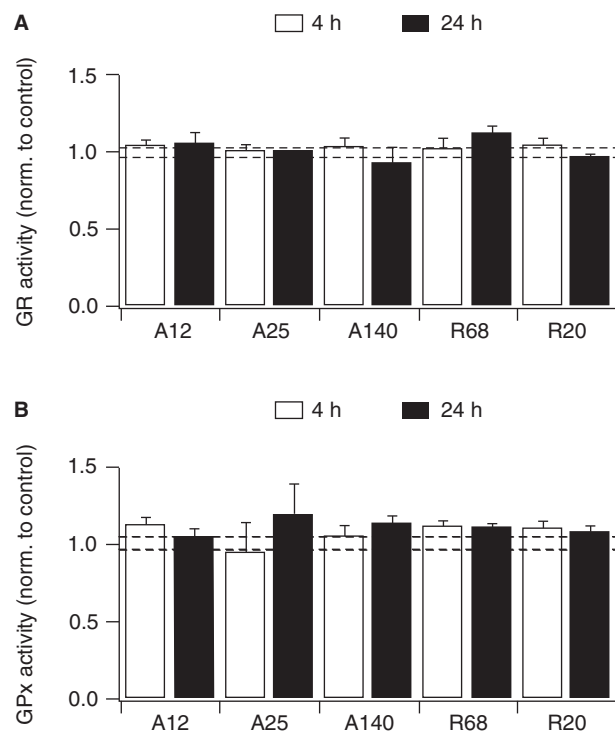 A
4 h 24 h
GR activity (norm. to control)
1.5
1.0
0.5
0.0
A12 A25 A140 R68 R20
B
4 h 24 h
GPx activity (norm. to control)
1.5
1.0
0.5
0.0
A12 A25 A140 R68 R20